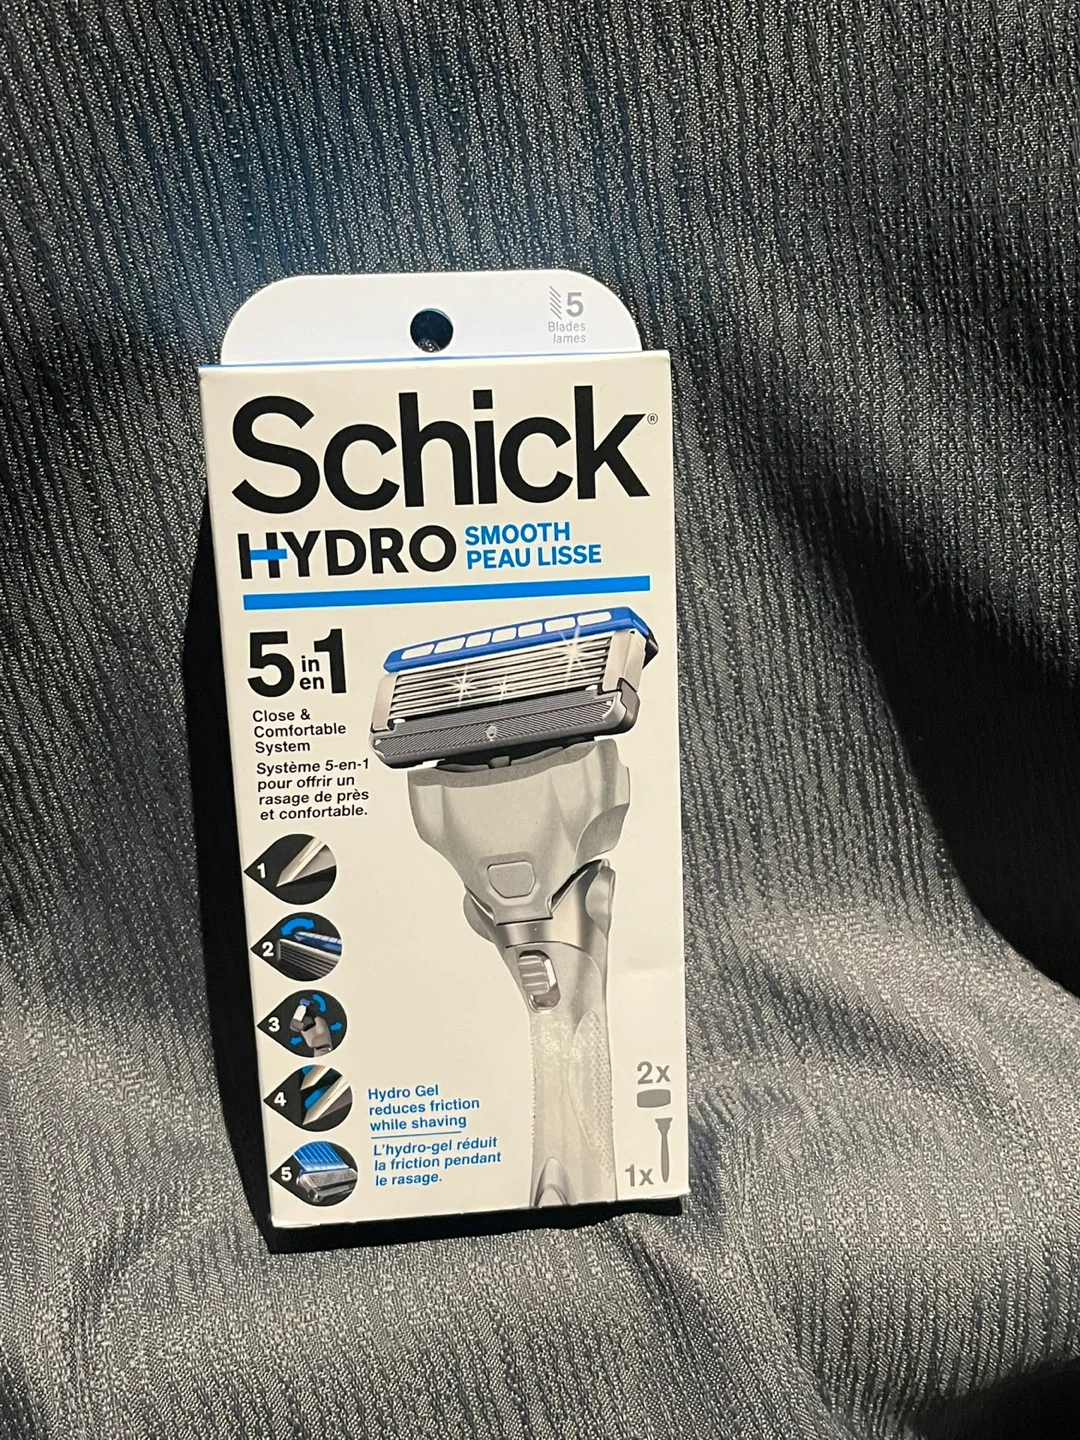 5
Blades
lames
Schick®
HYDRO
SMOOTH
PEAU LISSE
5 in en 1
Close &
Comfortable
System
Système 5-en-1
pour offrir un
rasage de près
et confortable.
1
2
3
4
5
Hydro Gel
reduces friction
while shaving
L'hydro-gel réduit
la friction pendant
le rasage.
2x
1x